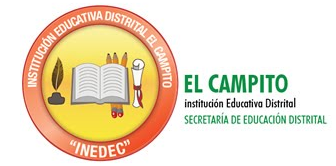 INSTITUCIÓN EDUCATIVA DISTRITAL EL CAMPITO
"INEDEC"
EL CAMPITO
institución Educativa Distrital
SECRETARÍA DE EDUCACIÓN DISTRITAL